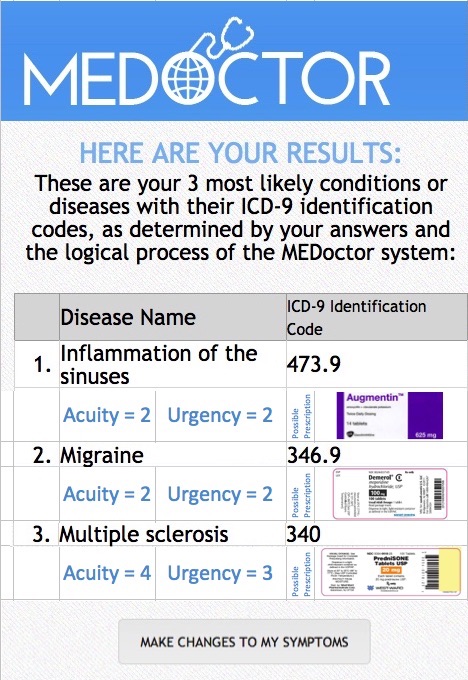 MEDOCTOR
HERE ARE YOUR RESULTS:
These are your 3 most likely conditions or
diseases with their ICD-9 identification
codes, as determined by your answers and
the logical process of the MEDoctor system:
Disease Name
ICD-9 Identification
Code
1. Inflammation of the
sinuses
473.9
Acuity = 2 Urgency = 2
Possible
Prescription
Augmentin™
14 tablets
625 mg
2. Migraine 346.9
Acuity = 2 Urgency = 2
Possible
Prescription
Demerol®
100 mg
3. Multiple sclerosis 340
Acuity = 4 Urgency = 3
Possible
Prescription
PredniSONE
Tablets USP
20 mg
MAKE CHANGES TO MY SYMPTOMS